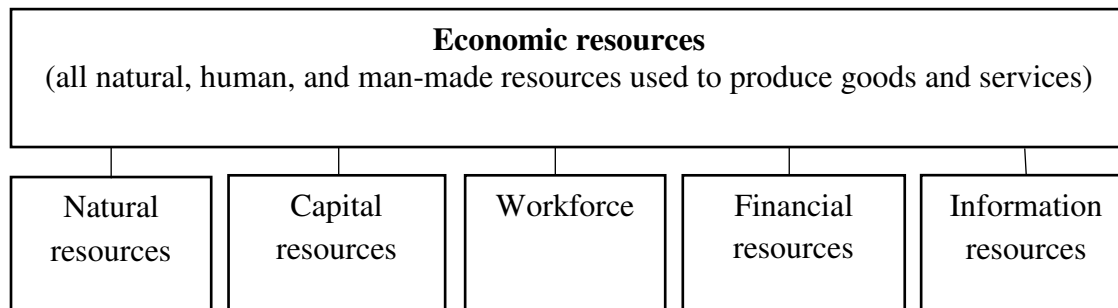 Economic resources
(all natural, human, and man-made resources used to produce goods and services)
Natural
resources
Capital
resources
Workforce
Financial
resources
Information
resources